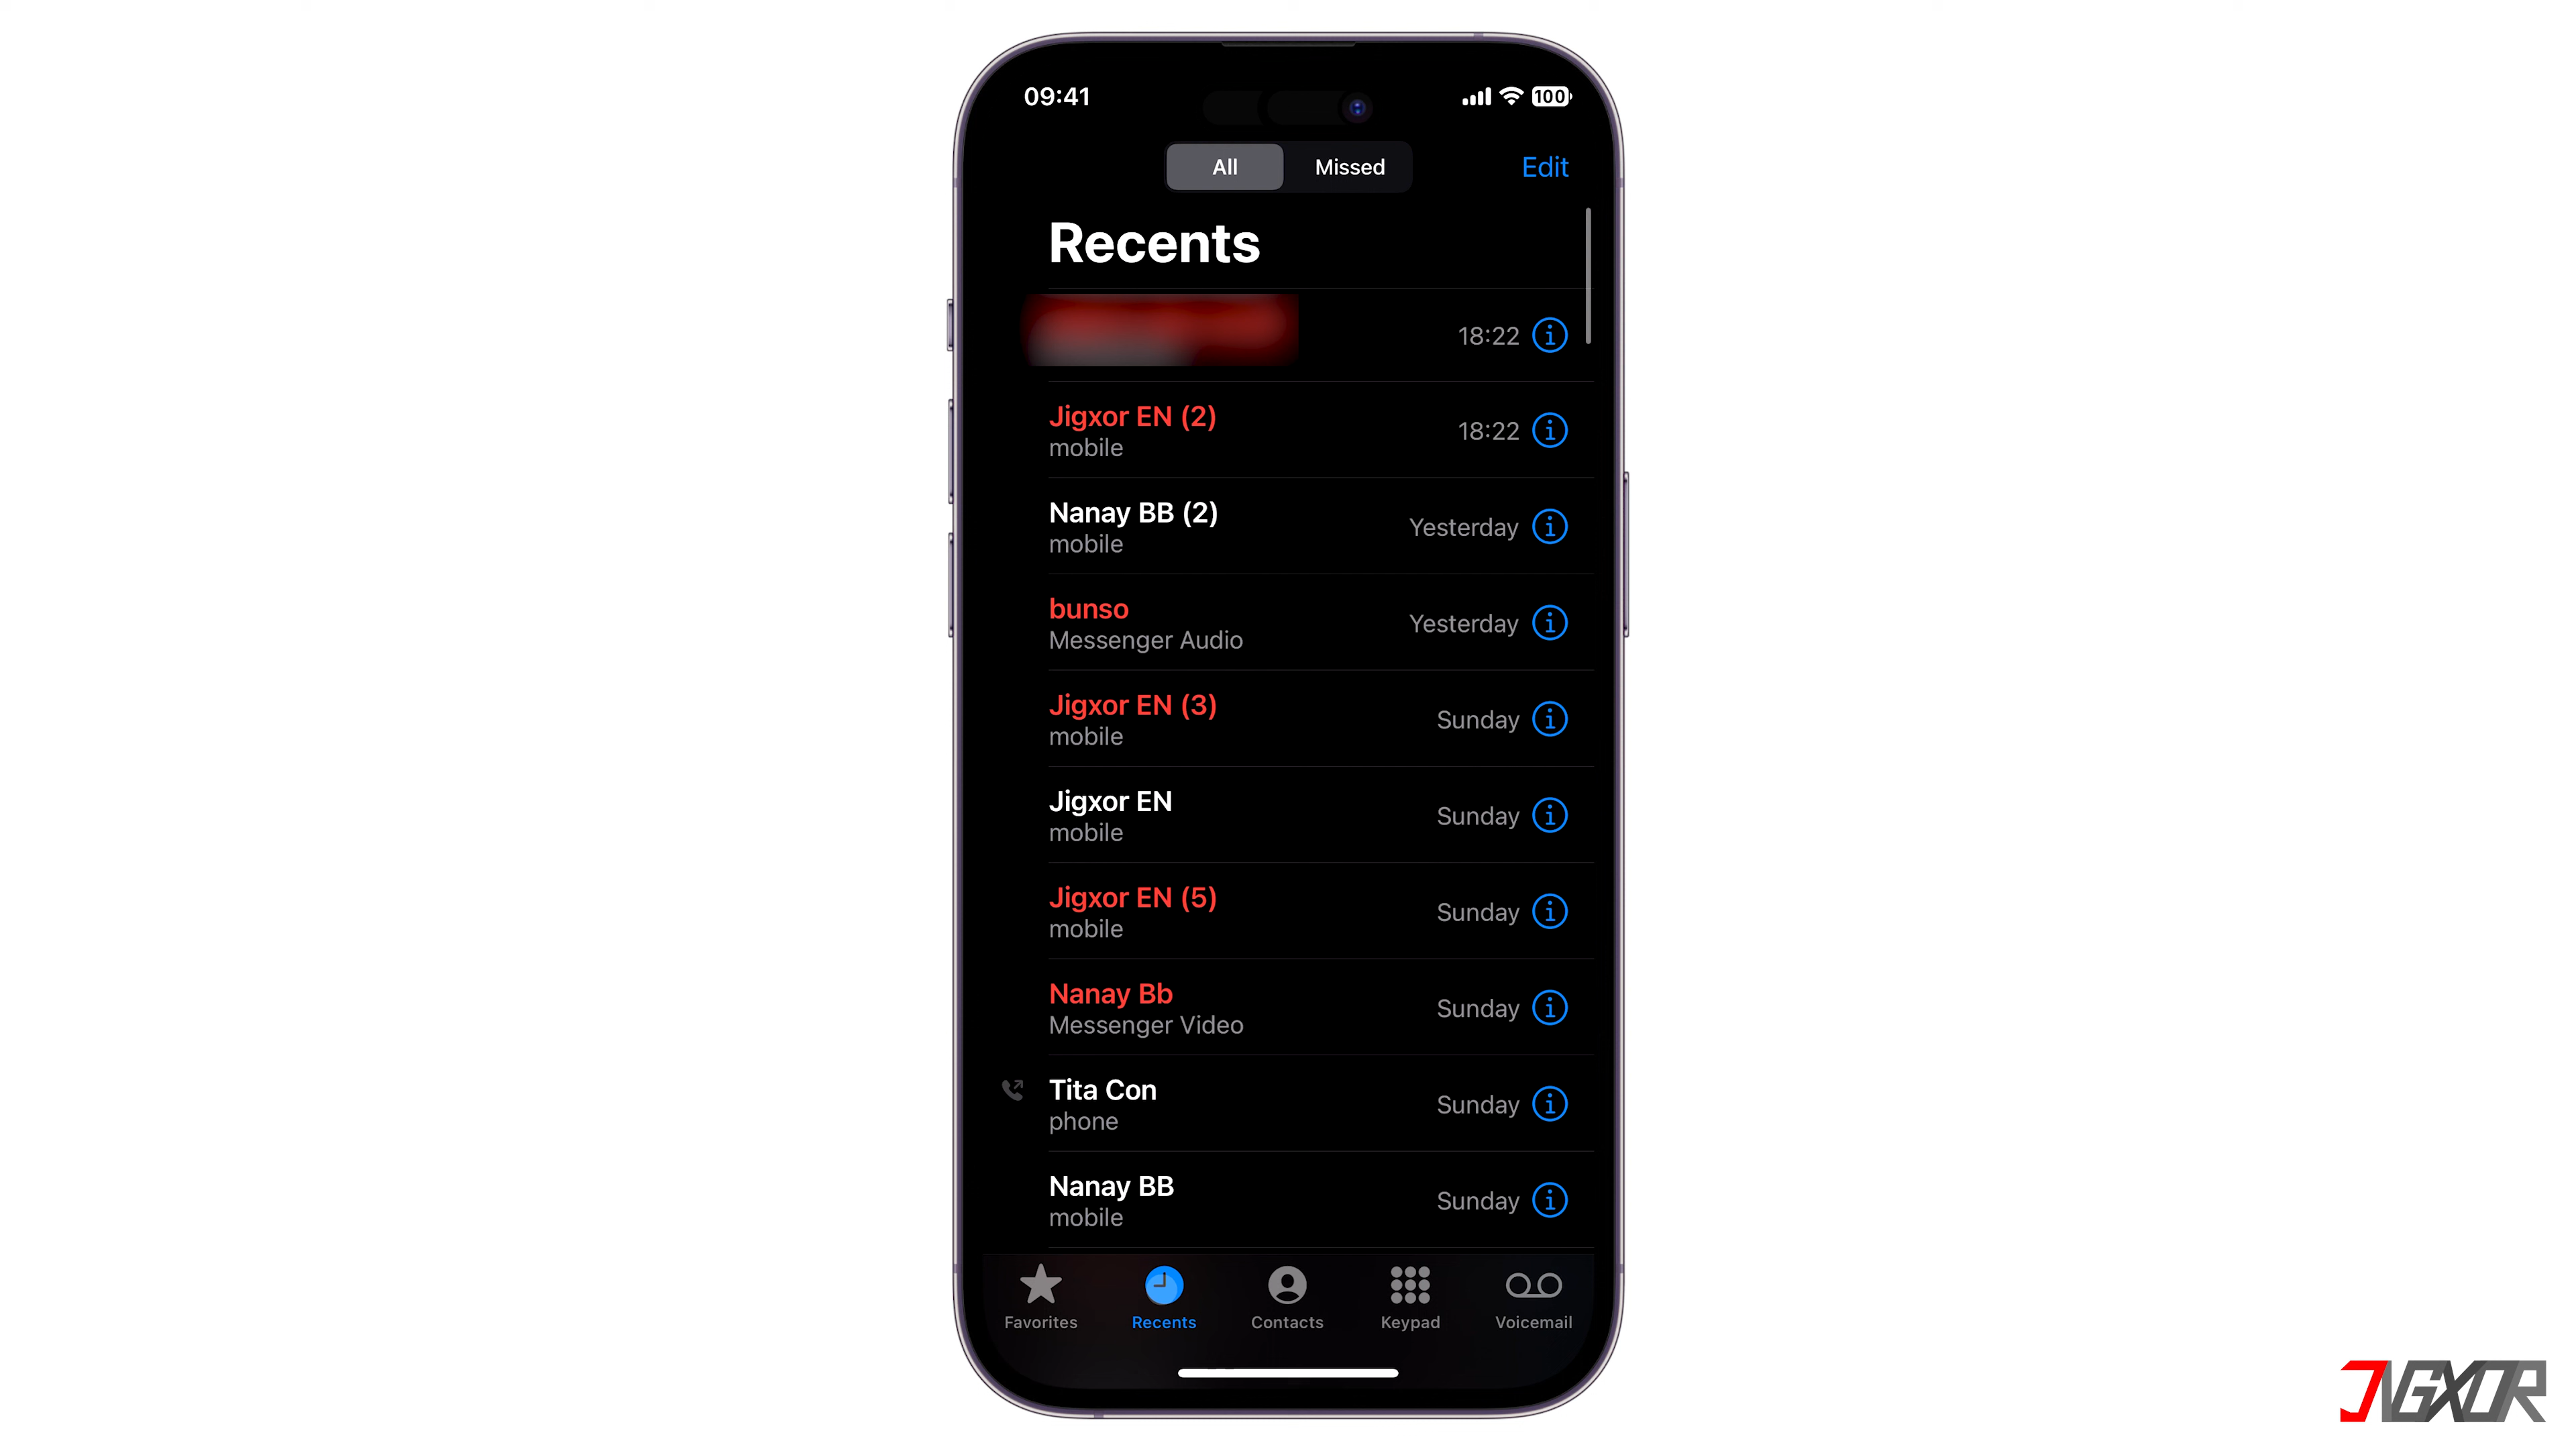 09:41
100
All
Missed
Edit
Recents
18:22
Jigxor EN (2)
mobile
18:22
Nanay BB (2)
mobile
Yesterday
bunso
Messenger Audio
Yesterday
Jigxor EN (3)
mobile
Sunday
Jigxor EN
mobile
Sunday
Jigxor EN (5)
mobile
Sunday
Nanay Bb
Messenger Video
Sunday
Tita Con
phone
Sunday
Nanay BB
mobile
Sunday
Favorites
Recents
Contacts
Keypad
Voicemail
JIGXOR